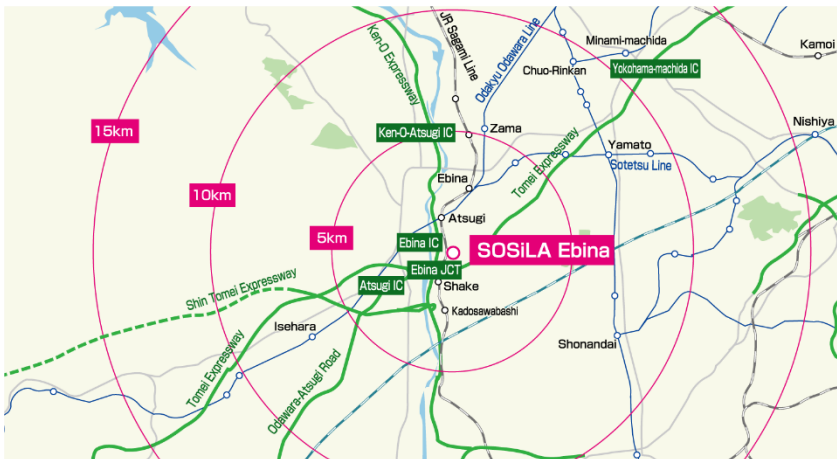 Minami-machida
Kamoi
JR Sagami Line
Ken-O Expressway
Odakyu Odawara Line
Chuo-Rinkan
Yokohama-machida IC
15km
Ken-O-Atsugi IC
Zama
Nishiya
Yamato
Sotetsu Line
Tomei Expressway
10km
Ebina
Atsugi
5km
Ebina IC
SOSiLA Ebina
Ebina JCT
Shin Tomei Expressway
Atsugi IC
Shake
Kadosawabashi
Isehara
Shonandai
Tomei Expressway
Odawara-Atsugi Road